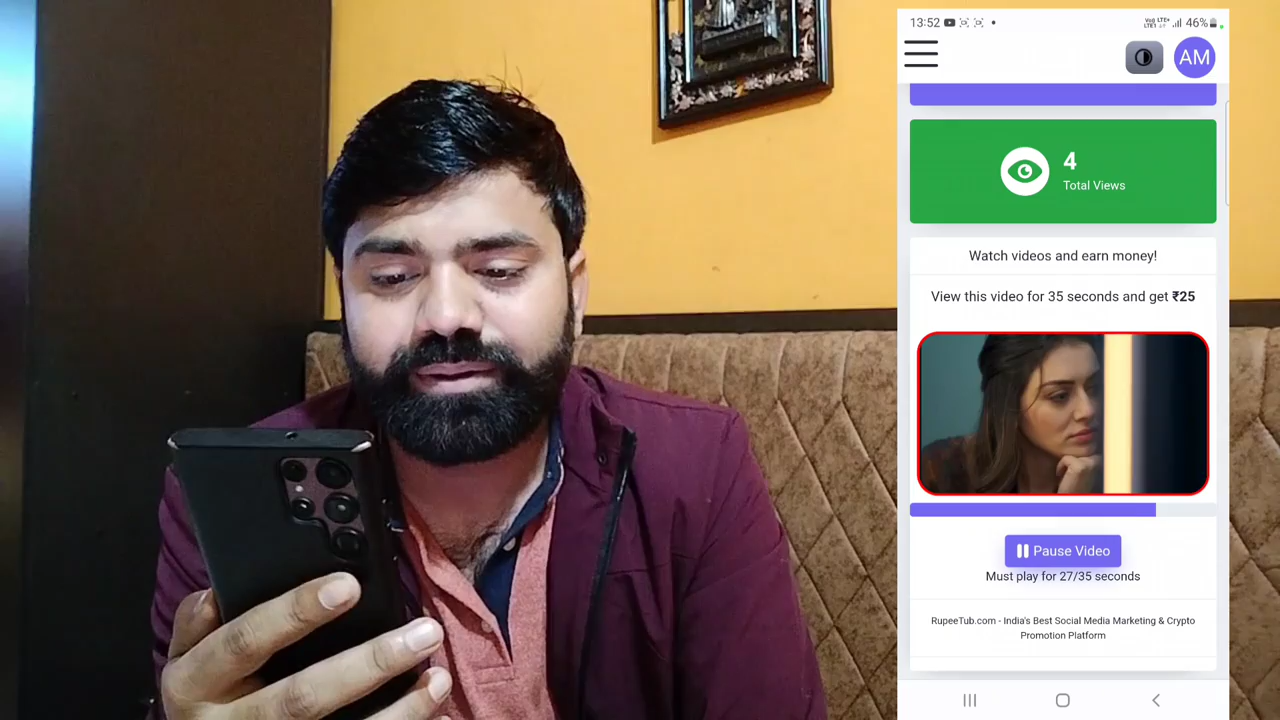 13:52
46%
AM
4
Total Views
Watch videos and earn money!
View this video for 35 seconds and get ₹25
Pause Video
Must play for 27/35 seconds
RupeeTub.com - India's Best Social Media Marketing & Crypto
Promotion Platform